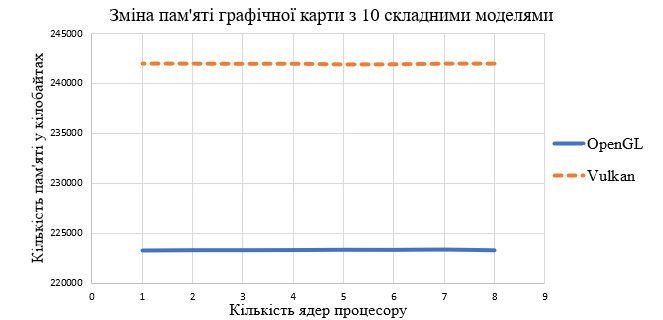 Зміна пам'яті графічної карти з 10 складними моделями
Кількість пам'яті у кілобайтах
245000
240000
235000
230000
225000
220000
0 1 2 3 4 5 6 7 8 9
Кількість ядер процесору
OpenGL
Vulkan